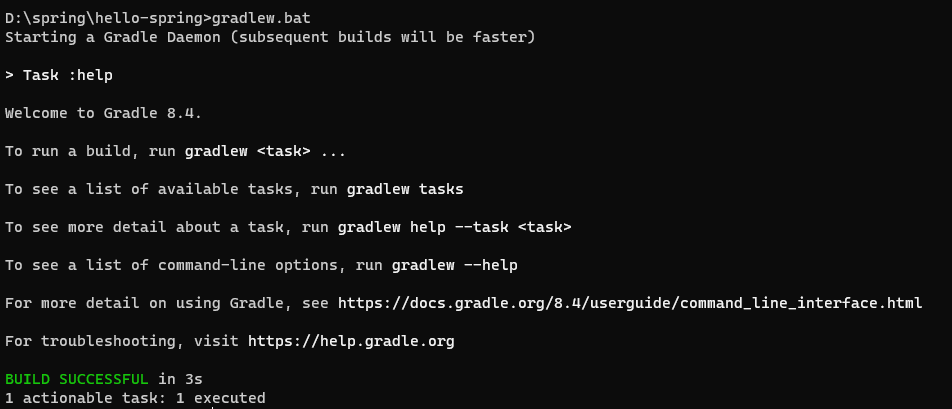 D:\spring\hello-spring>gradlew.bat
Starting a Gradle Daemon (subsequent builds will be faster)
> Task :help
Welcome to Gradle 8.4.
To run a build, run gradlew <task> ...
To see a list of available tasks, run gradlew tasks
To see more detail about a task, run gradlew help --task <task>
To see a list of command-line options, run gradlew --help
For more detail on using Gradle, see https://docs.gradle.org/8.4/userguide/command_line_interface.html
For troubleshooting, visit https://help.gradle.org
BUILD SUCCESSFUL in 3s
1 actionable task: 1 executed